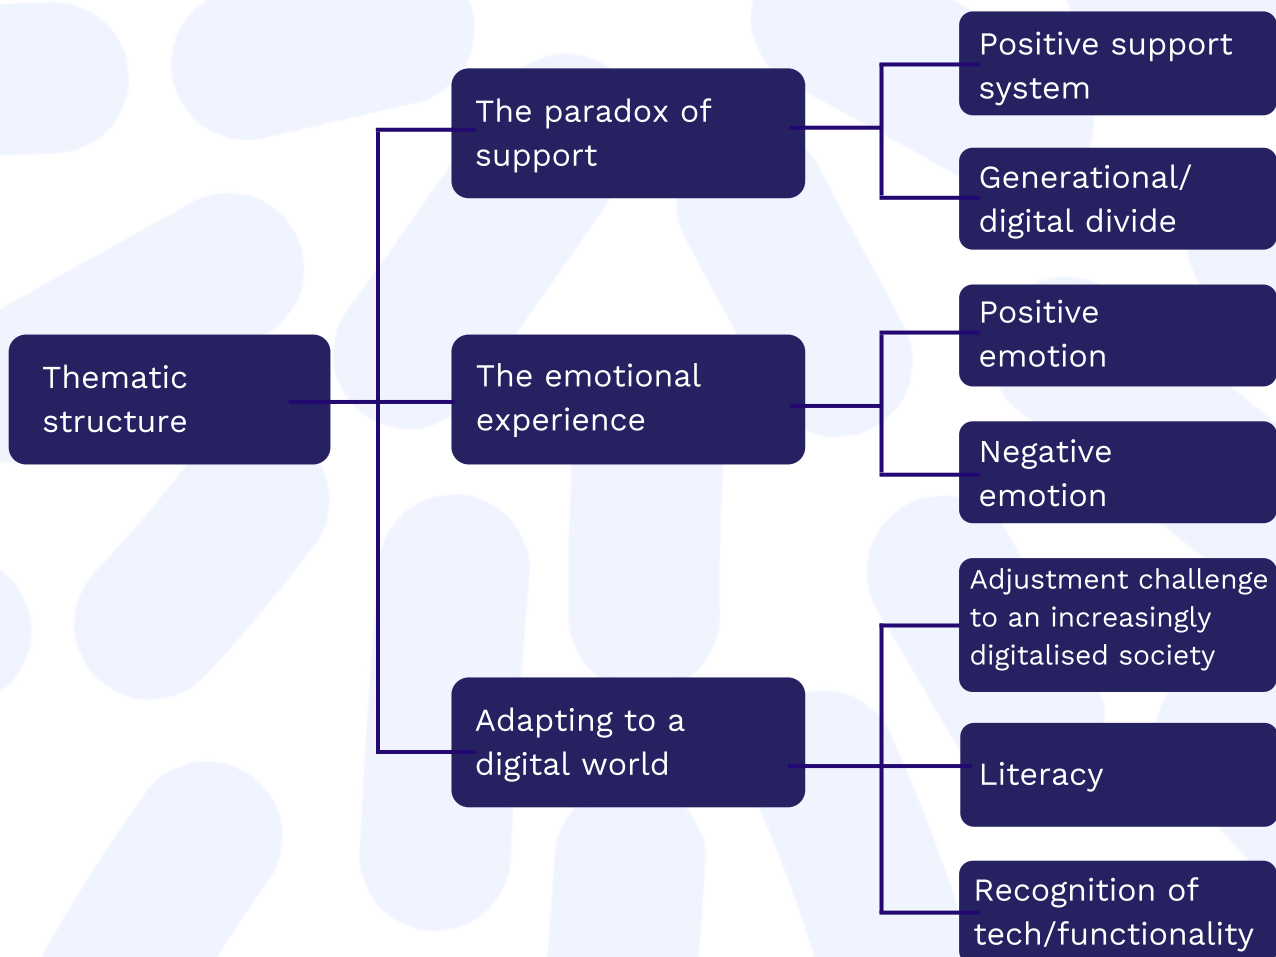 Thematic
structure
The paradox of
support
Positive support
system
Generational/
digital divide
The emotional
experience
Positive
emotion
Negative
emotion
Adapting to a
digital world
Adjustment challenge
to an increasingly
digitalised society
Literacy
Recognition of
tech/functionality